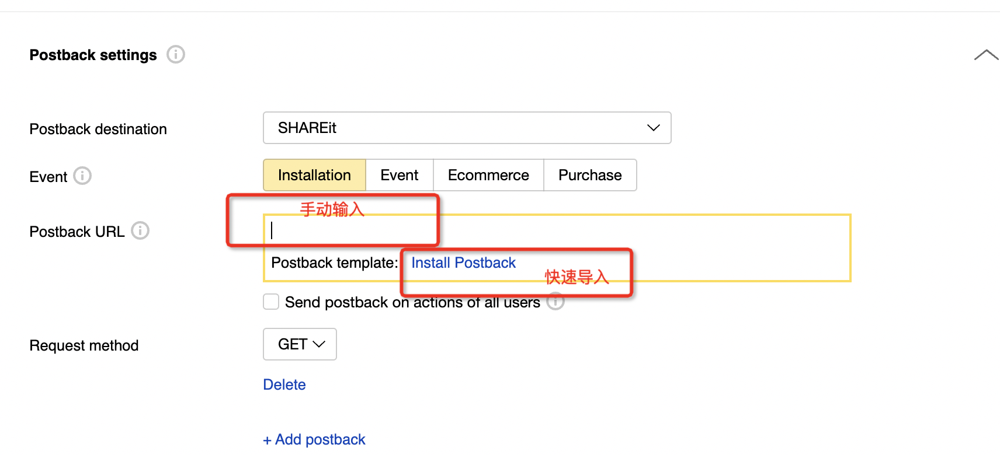 Postback settings
Postback destination
SHAREit
Event
Installation
Event
Ecommerce
Purchase
手动输入
Postback URL
Postback template: Install Postback
快速导入
Send postback on actions of all users
Request method
GET
Delete
+ Add postback